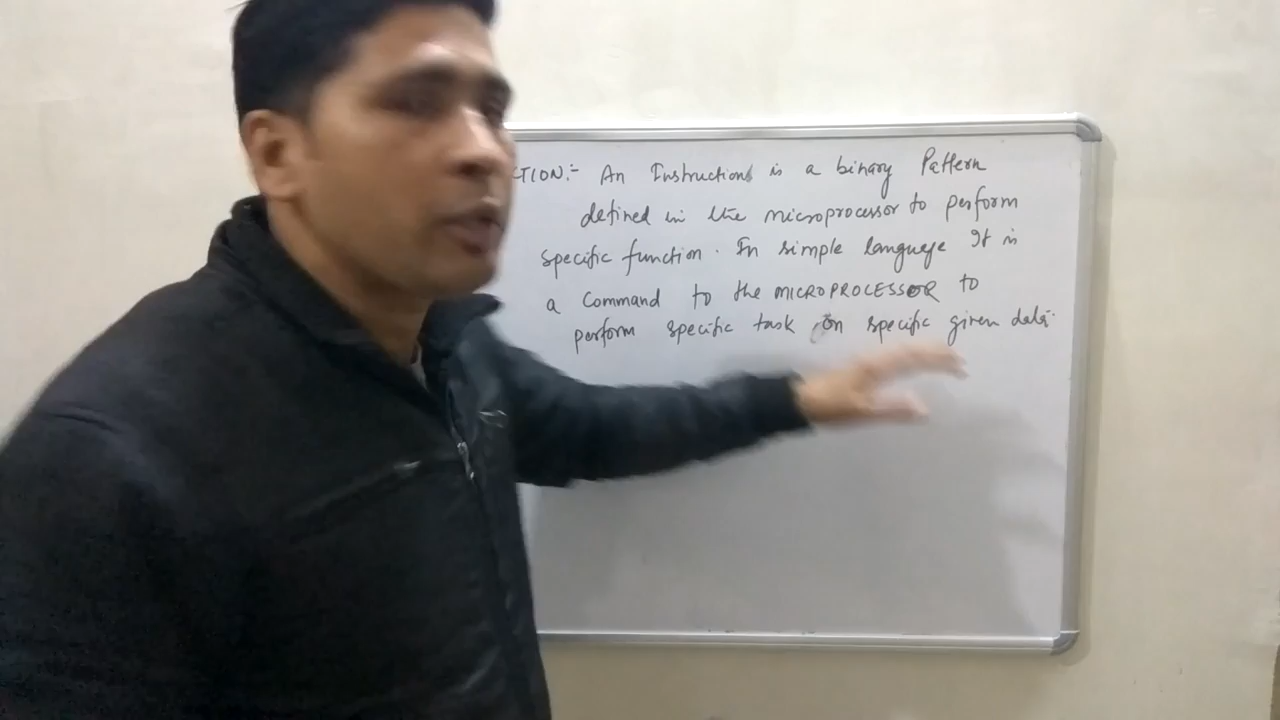 CTION:- An Instruction is a binary Pattern
defined in the microprocessor to perform
specific function. In simple language It is
a Command to the MICROPROCESSOR to
perform specific task on specific given data.